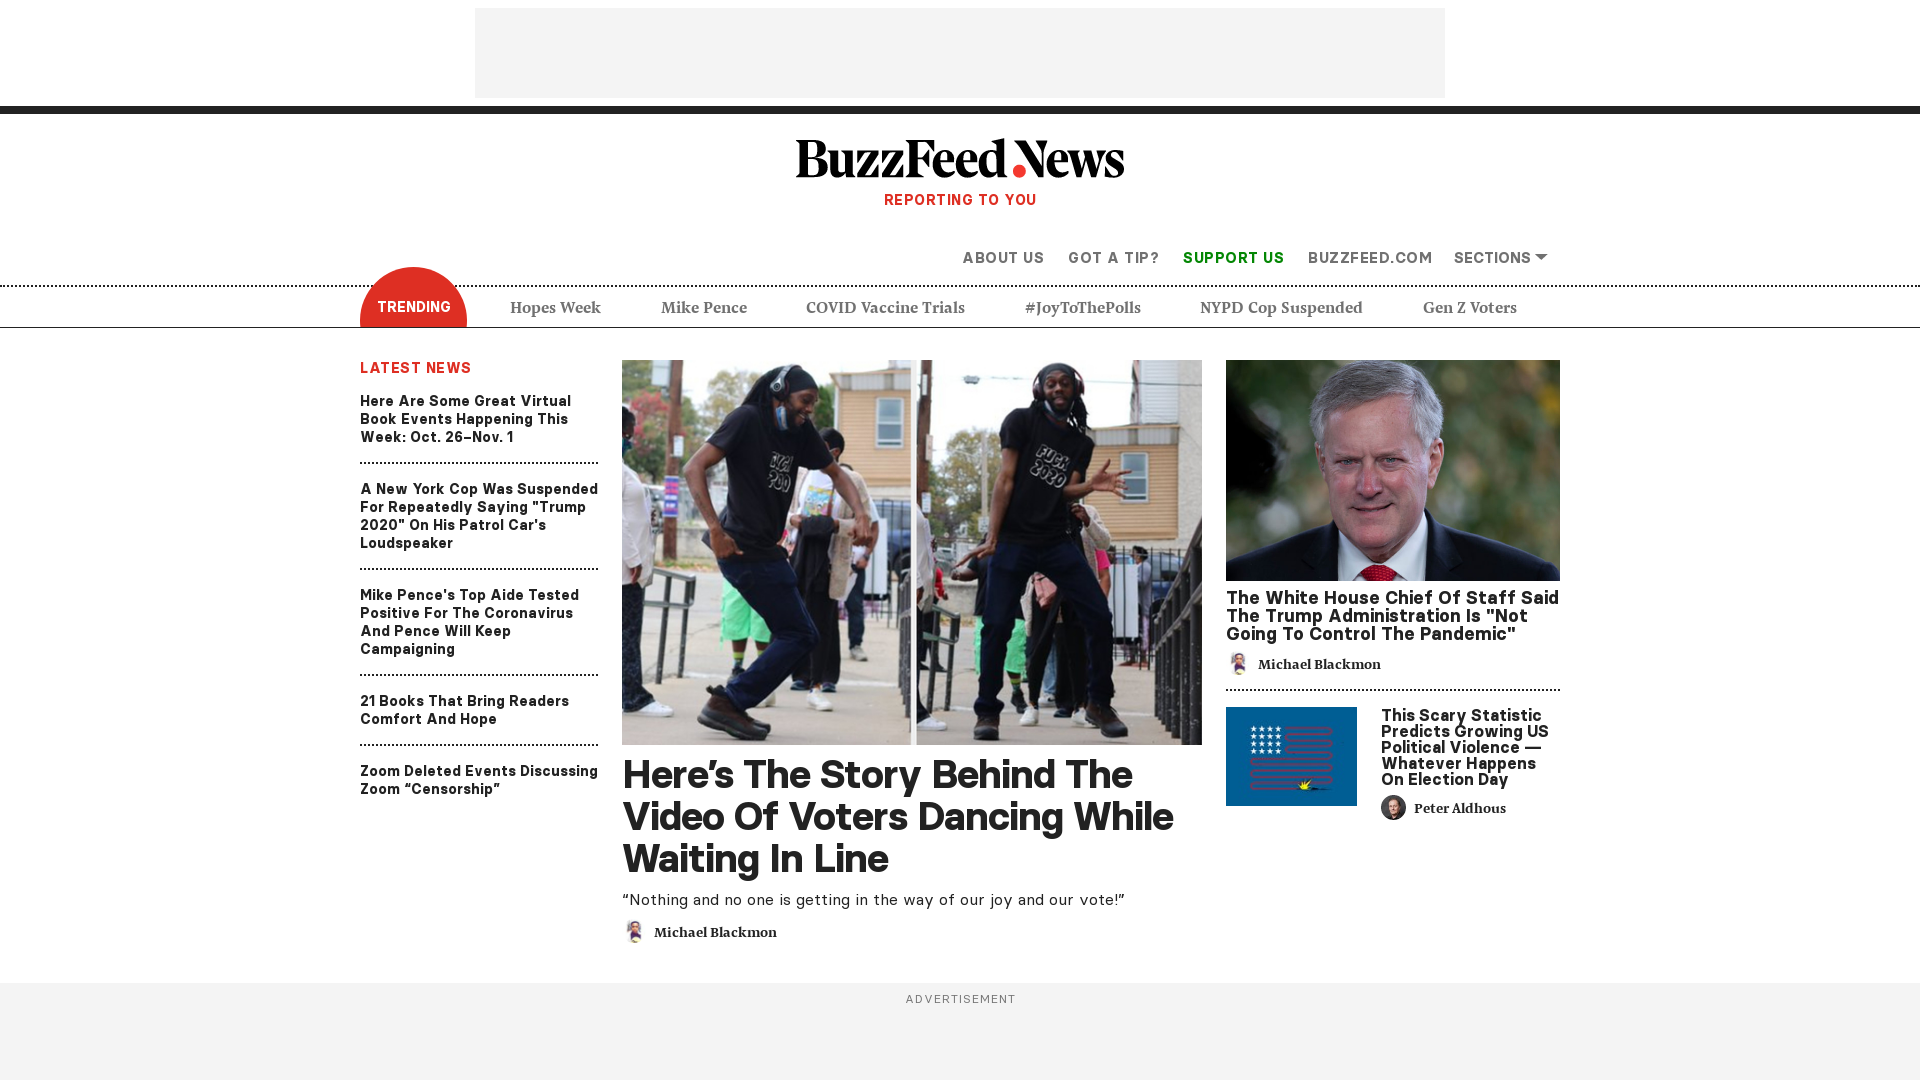 BuzzFeed News
REPORTING TO YOU
ABOUT US GOT A TIP? SUPPORT US BUZZFEED.COM SECTIONS
TRENDING Hopes Week Mike Pence COVID Vaccine Trials #JoyToThePolls NYPD Cop Suspended Gen Z Voters
LATEST NEWS
Here Are Some Great Virtual
Book Events Happening This
Week: Oct. 26–Nov. 1
A New York Cop Was Suspended
For Repeatedly Saying "Trump
2020" On His Patrol Car's
Loudspeaker
Mike Pence's Top Aide Tested
Positive For The Coronavirus
And Pence Will Keep
Campaigning
21 Books That Bring Readers
Comfort And Hope
Zoom Deleted Events Discussing
Zoom “Censorship”
FUCK
2020
Here’s The Story Behind The
Video Of Voters Dancing While
Waiting In Line
“Nothing and no one is getting in the way of our joy and our vote!”
Michael Blackmon
The White House Chief Of Staff Said
The Trump Administration Is "Not
Going To Control The Pandemic"
Michael Blackmon
This Scary Statistic
Predicts Growing US
Political Violence —
Whatever Happens
On Election Day
Peter Aldhous
ADVERTISEMENT